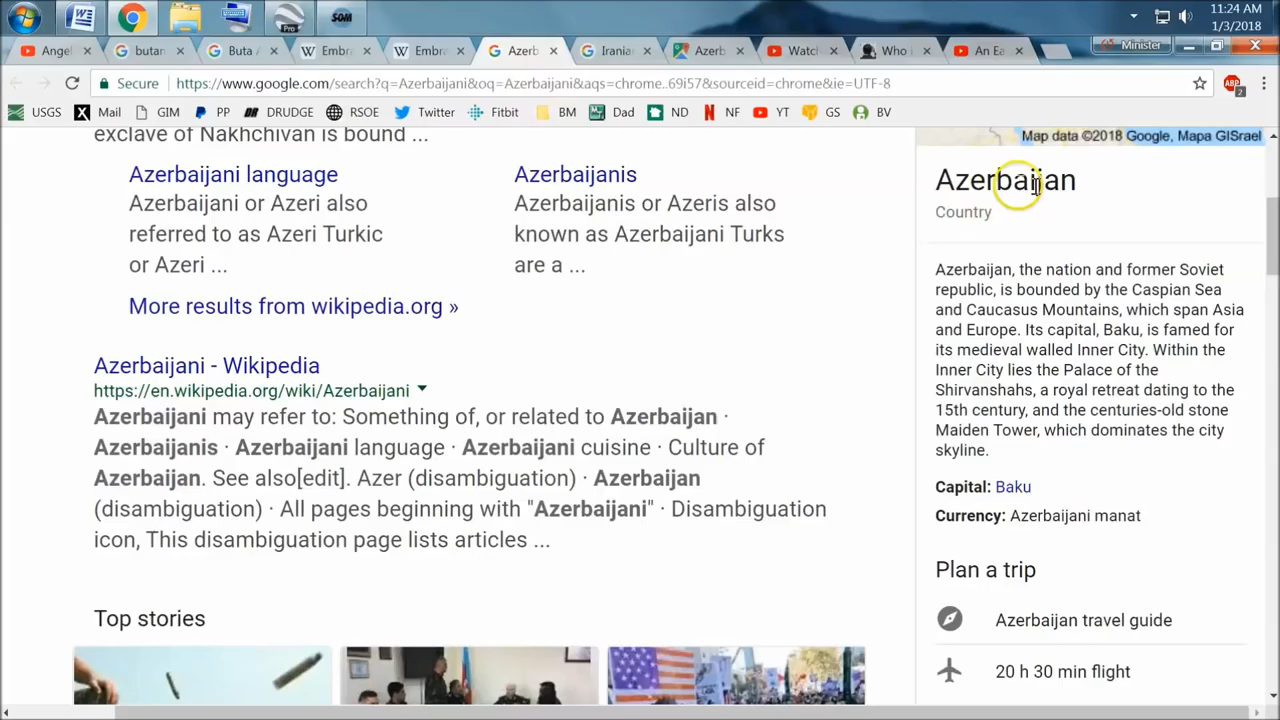 Pro
SOM
11:24 AM
1/3/2018
Angel
butan
Buta A
Embra
Embra
Azerb
Irania
Azerb
Watch
Who i
An Ea
Minister
Secure
https://www.google.com/search?q=Azerbaijani&oq=Azerbaijani&aqs=chrome..69i57&sourceid=chrome&ie=UTF-8
ABP
2
USGS
Mail
GIM
PP
DRUDGE
RSOE
Twitter
Fitbit
BM
Dad
ND
NF
YT
GS
BV
exclave of Nakhchivan is bound ...
Azerbaijani language
Azerbaijani or Azeri also
referred to as Azeri Turkic
or Azeri ...
Azerbaijanis
Azerbaijanis or Azeris also
known as Azerbaijani Turks
are a ...
More results from wikipedia.org »
Azerbaijani - Wikipedia
https://en.wikipedia.org/wiki/Azerbaijani
Azerbaijani may refer to: Something of, or related to Azerbaijan ·
Azerbaijanis · Azerbaijani language · Azerbaijani cuisine · Culture of
Azerbaijan. See also[edit]. Azer (disambiguation) · Azerbaijan
(disambiguation) · All pages beginning with "Azerbaijani" · Disambiguation
icon, This disambiguation page lists articles ...
Top stories
Map data ©2018 Google, Mapa GISrael
Azerbaijan
Country
Azerbaijan, the nation and former Soviet
republic, is bounded by the Caspian Sea
and Caucasus Mountains, which span Asia
and Europe. Its capital, Baku, is famed for
its medieval walled Inner City. Within the
Inner City lies the Palace of the
Shirvanshahs, a royal retreat dating to the
15th century, and the centuries-old stone
Maiden Tower, which dominates the city
skyline.
Capital: Baku
Currency: Azerbaijani manat
Plan a trip
Azerbaijan travel guide
20 h 30 min flight